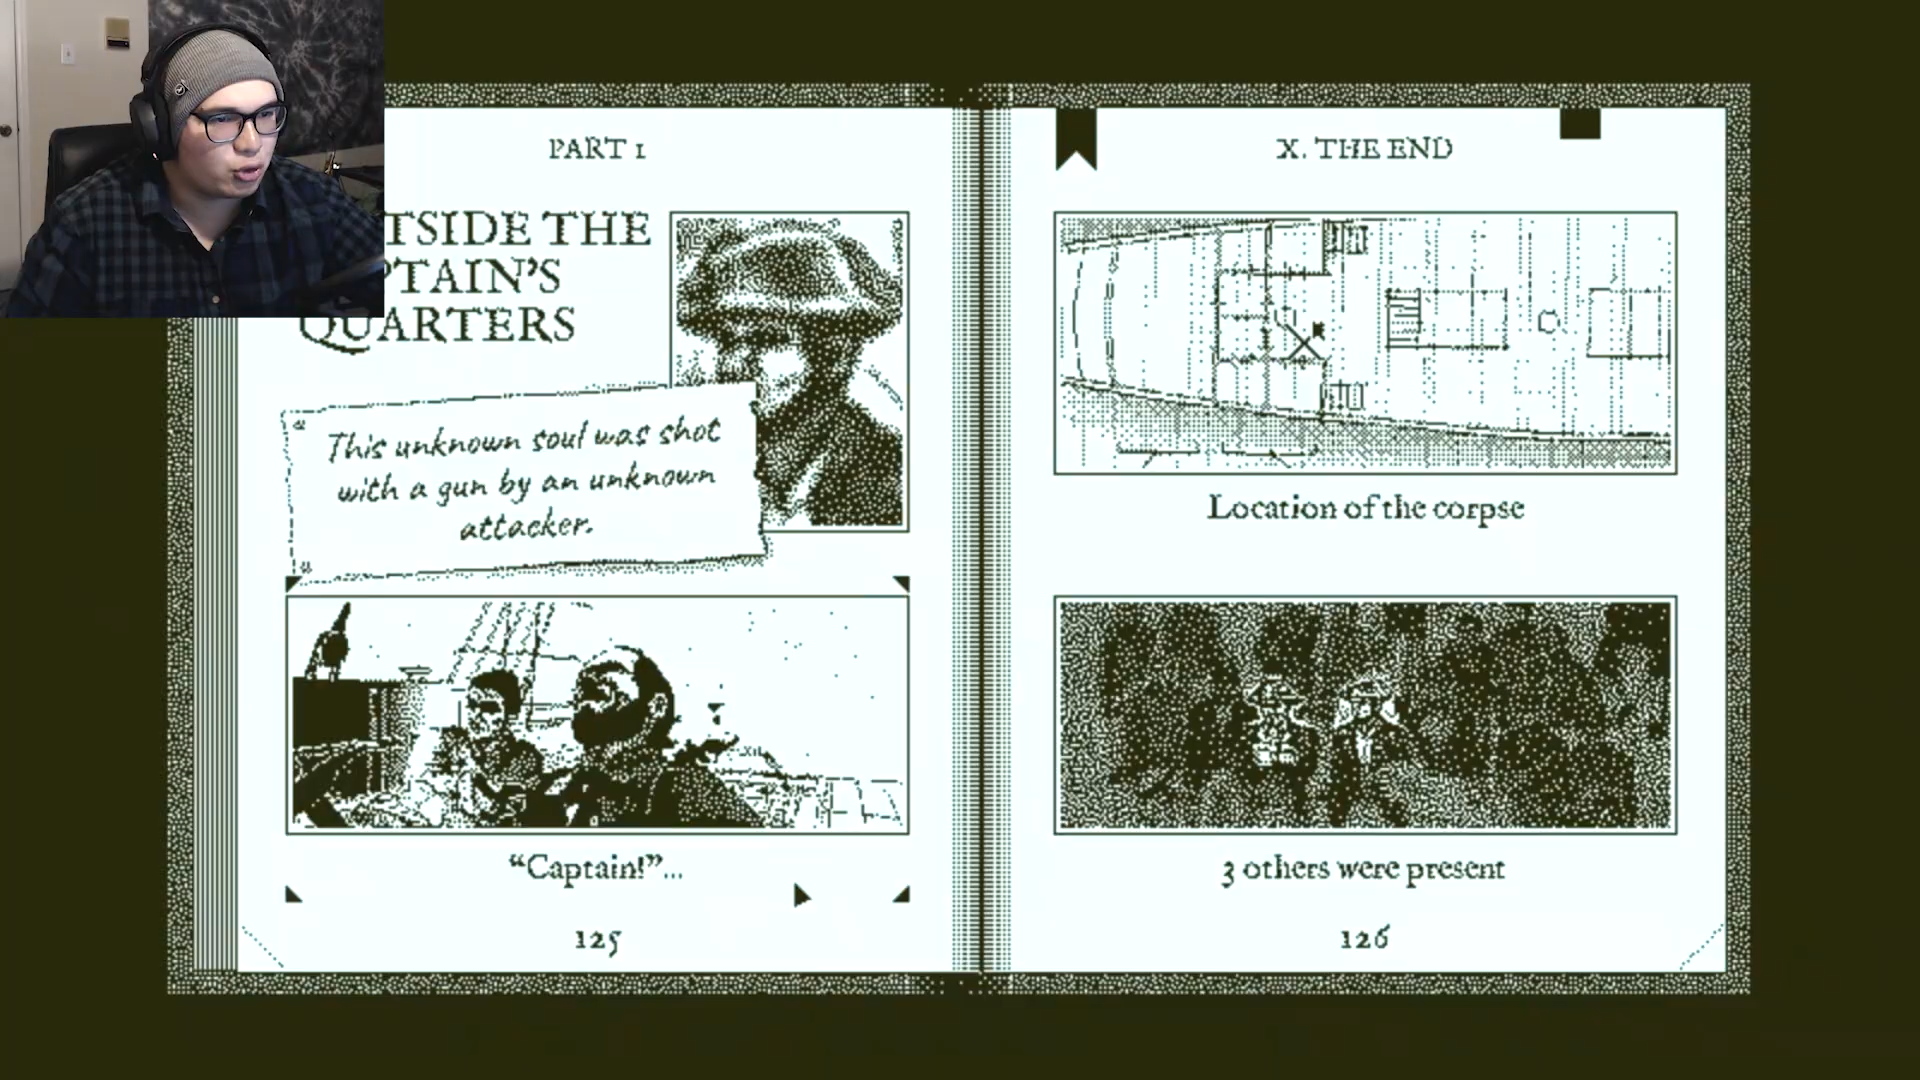 PART 1
TSIDE THE
PTAIN'S
QUARTERS
This unknown soul was shot
with a gun by an unknown
attacker.
"Captain!"...
125
X. THE END
Location of the corpse
3 others were present
126